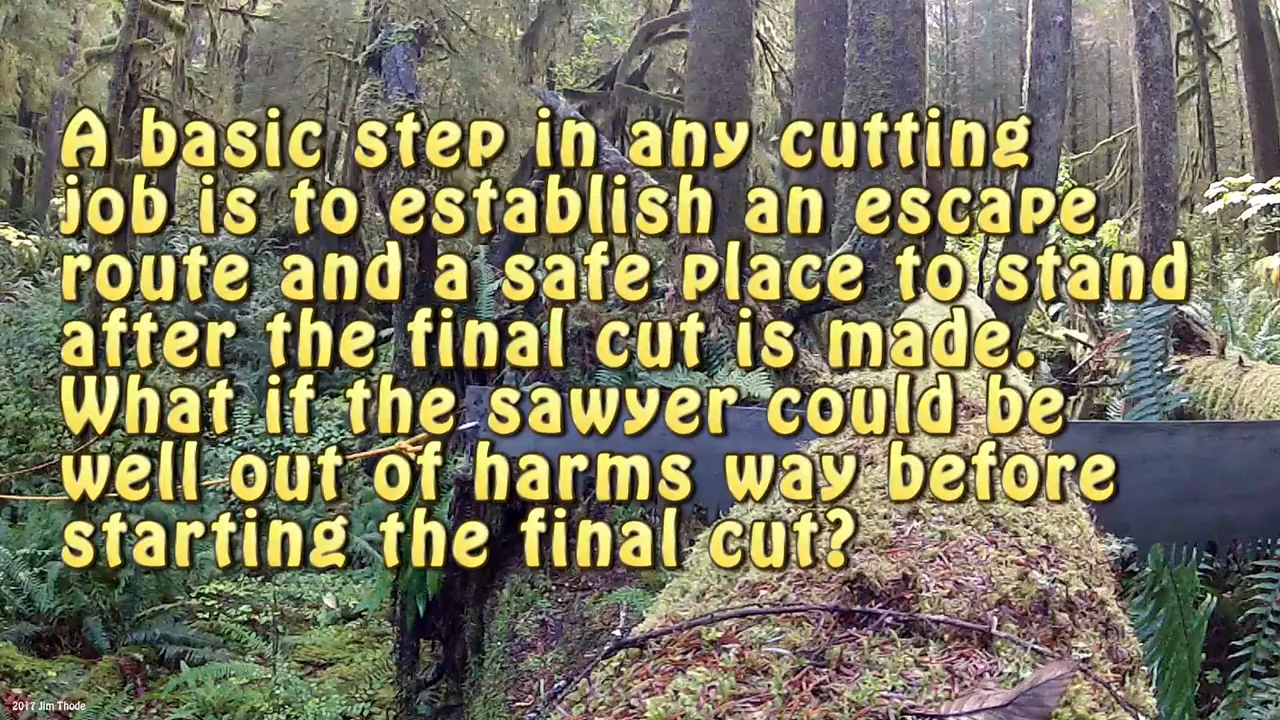 A basic step in any cutting
job is to establish an escape
route and a safe place to stand
after the final cut is made.
What if the sawyer could be
well out of harms way before
starting the final cut?
2017 Jim Thode